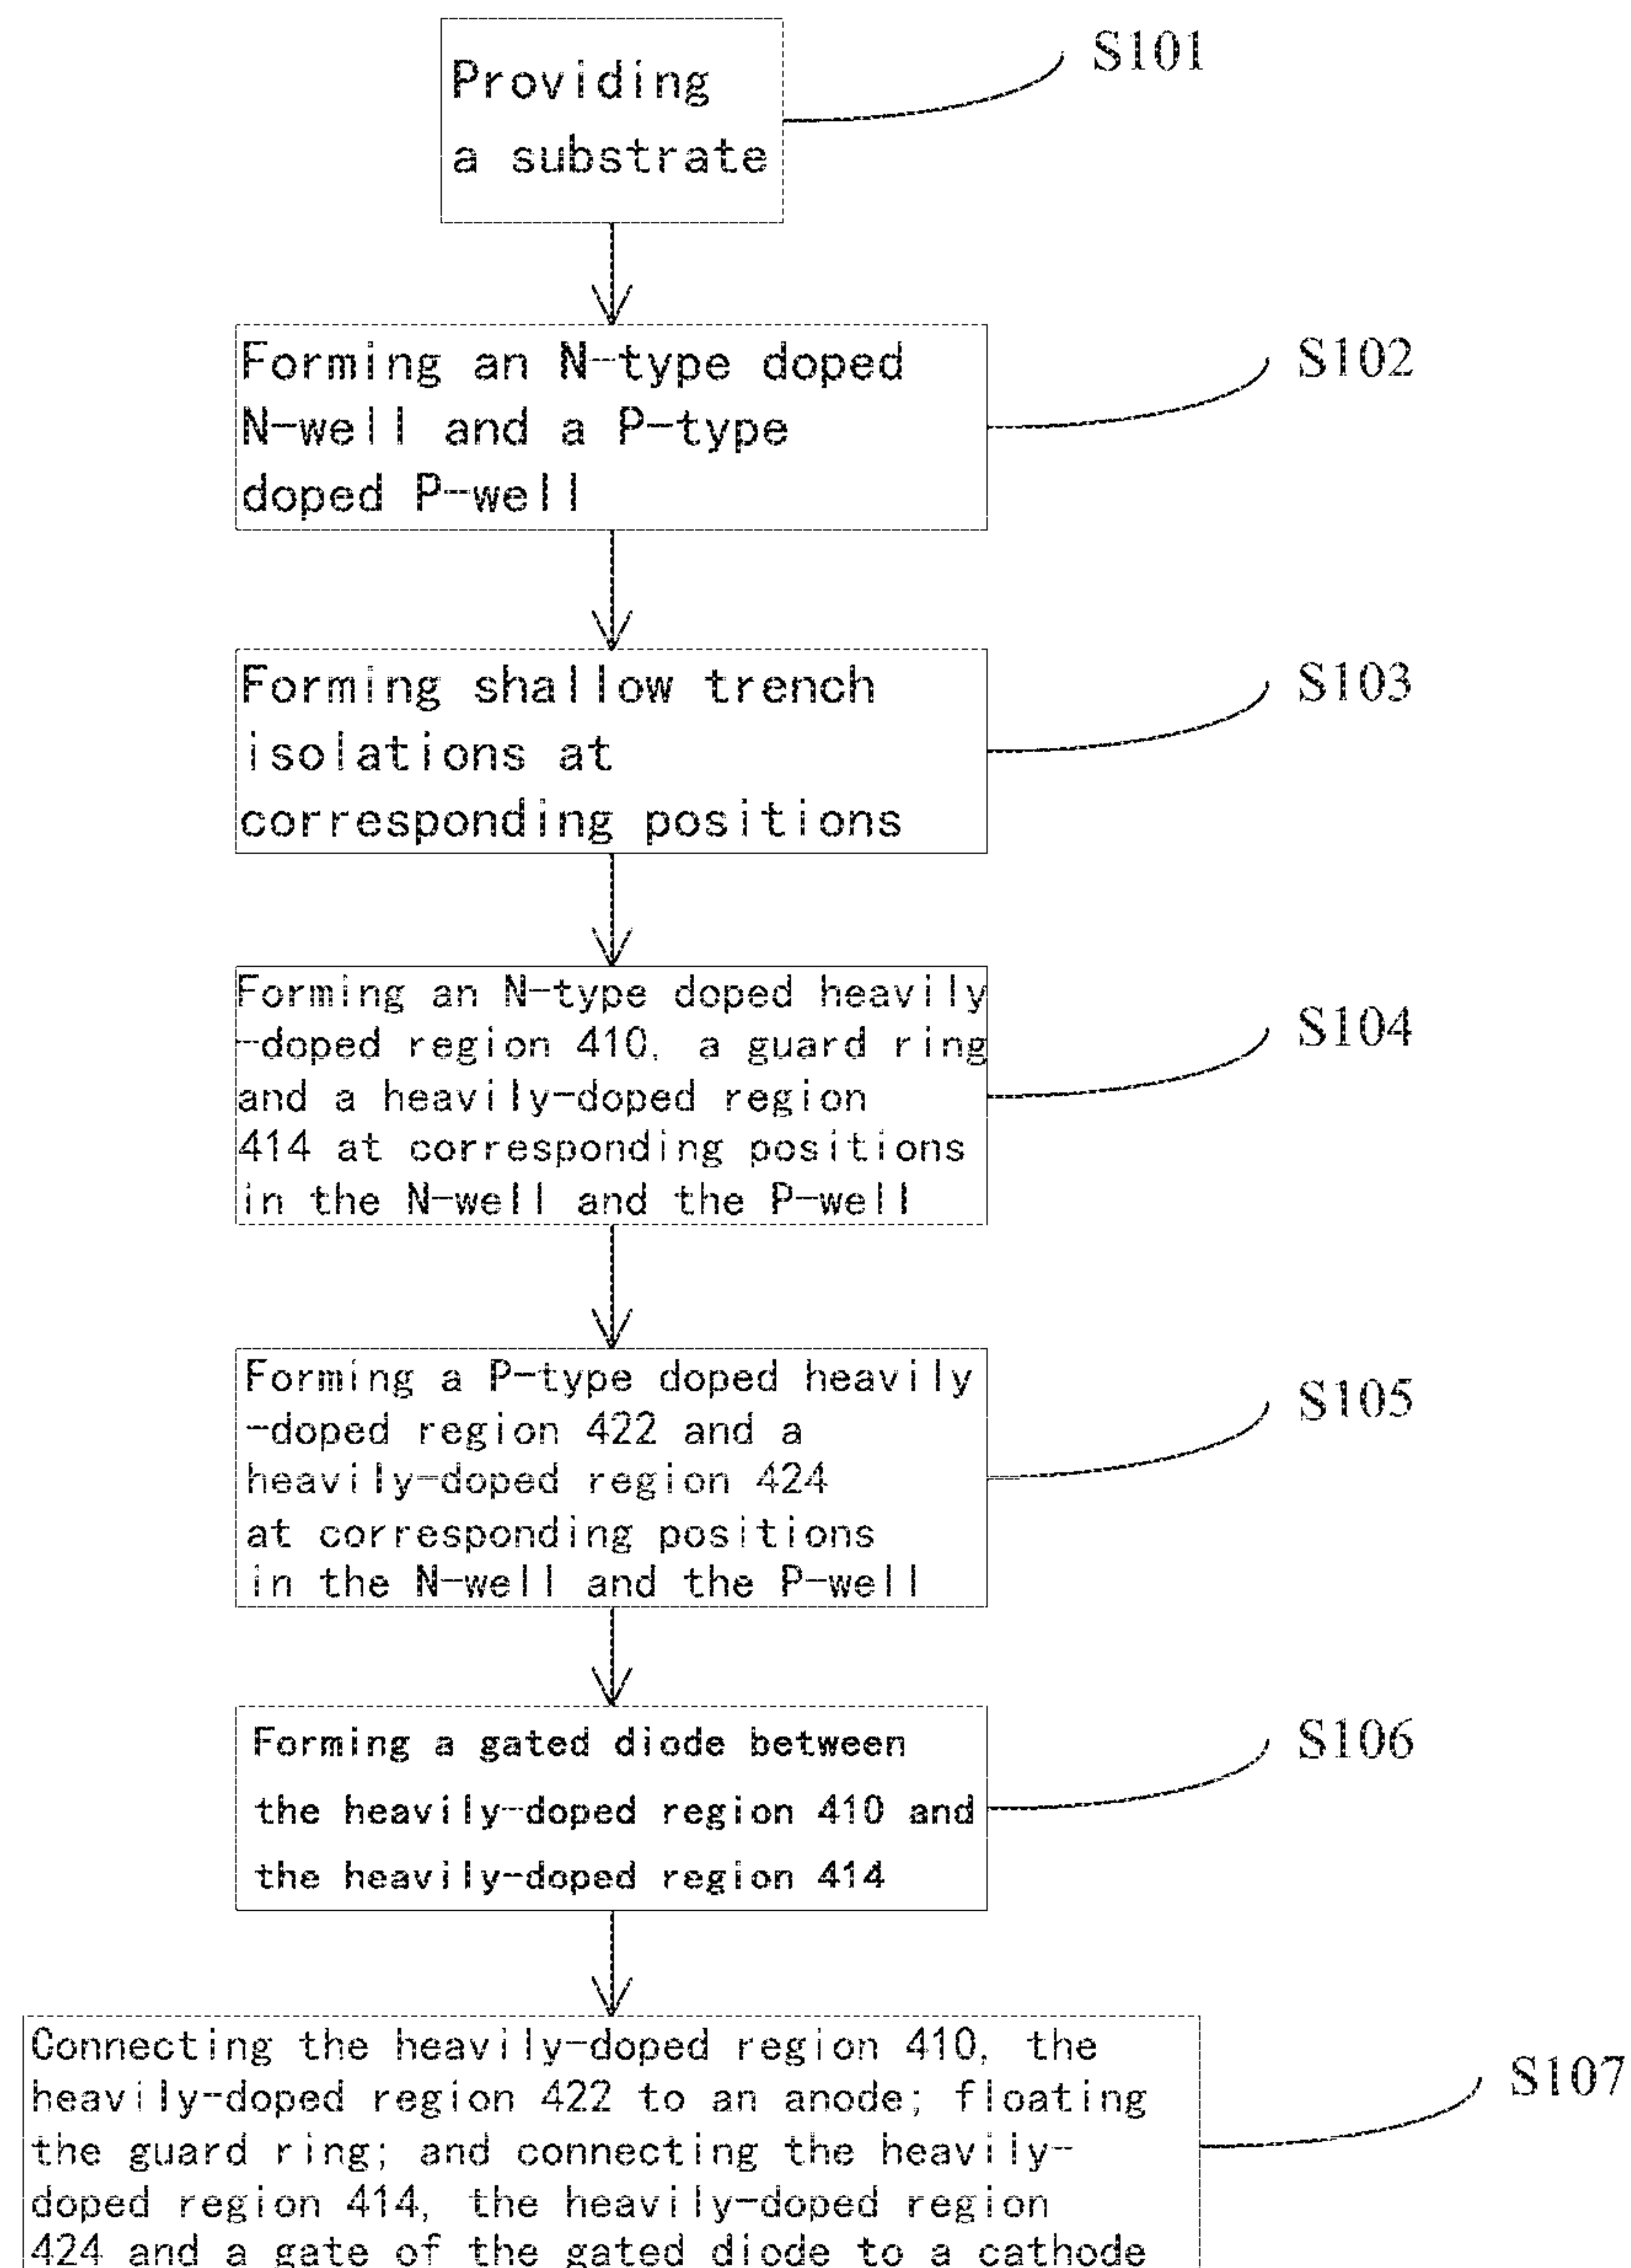 Providing
a substrate
S101
Forming an N-type doped
N-well and a P-type
doped P-well
S102
Forming shallow trench
isolations at
corresponding positions
S103
Forming an N-type doped heavily
-doped region 410, a guard ring
and a heavily-doped region
414 at corresponding positions
in the N-well and the P-well
S104
Forming a P-type doped heavily
-doped region 422 and a
heavily-doped region 424
at corresponding positions
in the N-well and the P-well
S105
Forming a gated diode between
the heavily-doped region 410 and
the heavily-doped region 414
S106
Connecting the heavily-doped region 410, the
heavily-doped region 422 to an anode; floating
the guard ring; and connecting the heavily-
doped region 414, the heavily-doped region
424 and a gate of the gated diode to a cathode
S107